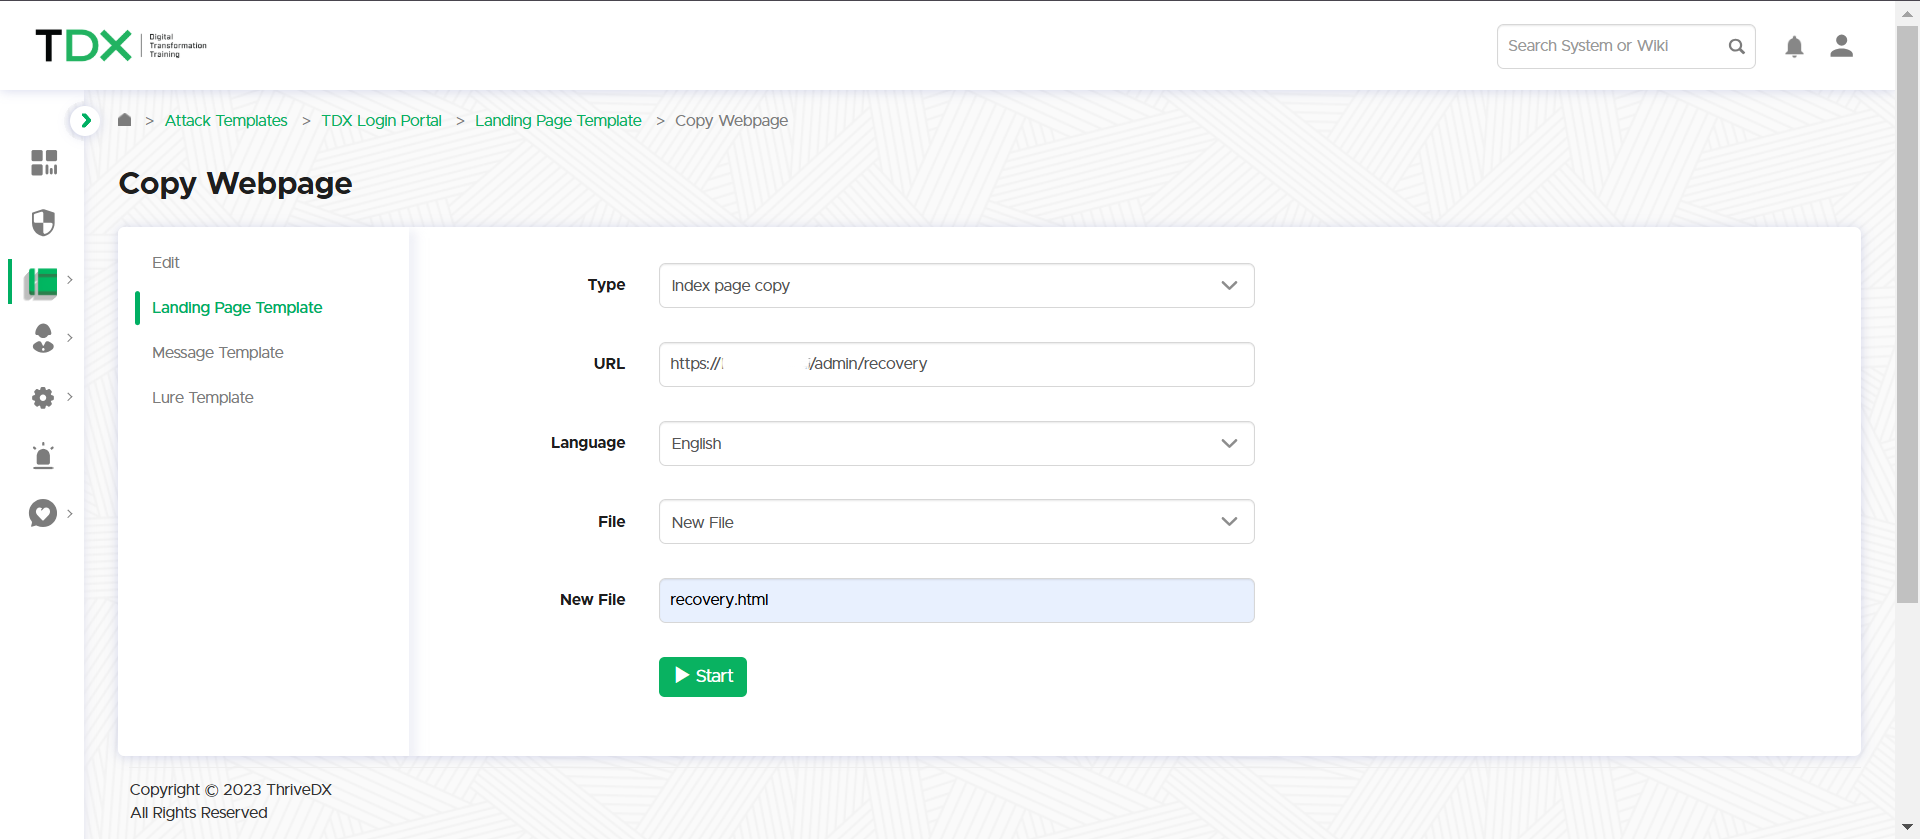 TDX
Digital
Transformation
Training
Search System or Wiki
> Attack Templates > TDX Login Portal > Landing Page Template > Copy Webpage
Copy Webpage
Edit
Landing Page Template
Message Template
Lure Template
Type
Index page copy
URL
https:// /admin/recovery
Language
English
File
New File
New File
recovery.html
Start
Copyright © 2023 ThriveDX
All Rights Reserved